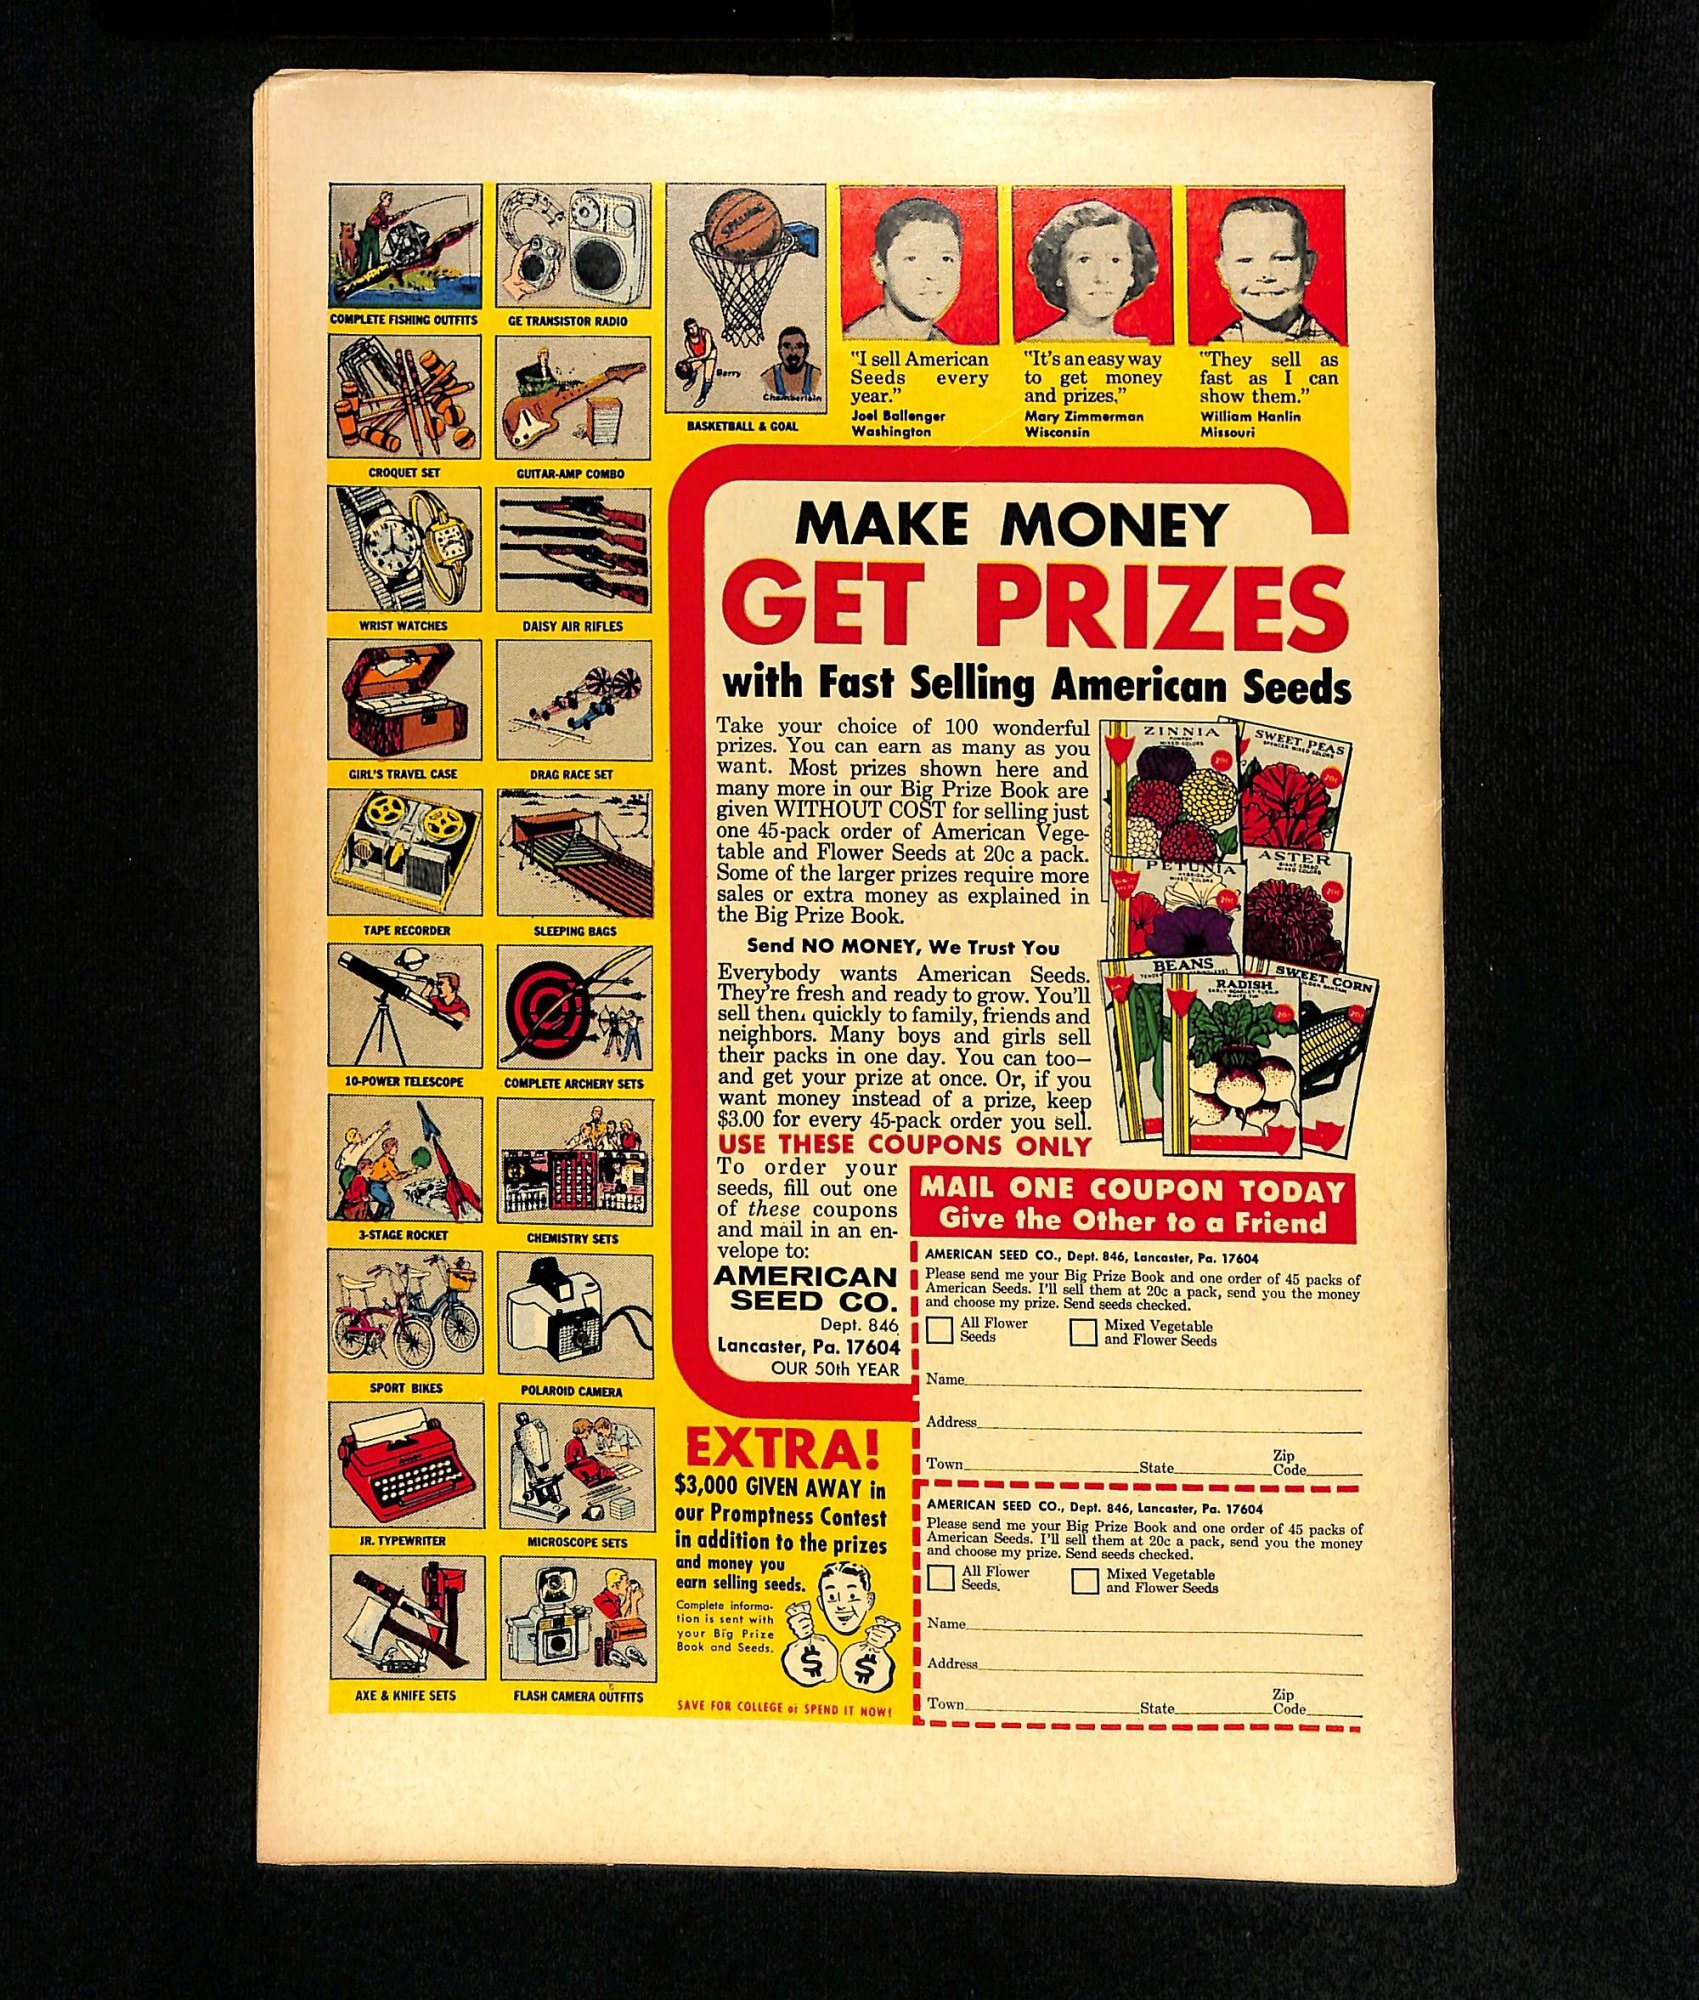 COMPLETE FISHING OUTFITS
GE TRANSISTOR RADIO
SPALDING
Barry
Chamberlain
BASKETBALL & GOAL
CROQUET SET
GUITAR-AMP COMBO
WRIST WATCHES
DAISY AIR RIFLES
GIRL'S TRAVEL CASE
DRAG RACE SET
TAPE RECORDER
SLEEPING BAGS
10-POWER TELESCOPE
COMPLETE ARCHERY SETS
3-STAGE ROCKET
CHEMISTRY SETS
SPORT BIKES
POLAROID CAMERA
JR. TYPEWRITER
MICROSCOPE SETS
AXE & KNIFE SETS
FLASH CAMERA OUTFITS
"I sell American
Seeds every
year."
Joel Ballenger
Washington
"It's an easy way
to get money
and prizes."
Mary Zimmerman
Wisconsin
"They sell as
fast as I can
show them."
William Hanlin
Missouri
MAKE MONEY
GET PRIZES
with Fast Selling American Seeds
Take your choice of 100 wonderful
prizes. You can earn as many as you
want. Most prizes shown here and
many more in our Big Prize Book are
given WITHOUT COST for selling just
one 45-pack order of American Vege-
table and Flower Seeds at 20c a pack.
Some of the larger prizes require more
sales or extra money as explained in
the Big Prize Book.
Send NO MONEY, We Trust You
Everybody wants American Seeds.
They're fresh and ready to grow. You'll
sell them quickly to family, friends and
neighbors. Many boys and girls sell
their packs in one day. You can too—
and get your prize at once. Or, if you
want money instead of a prize, keep
$3.00 for every 45-pack order you sell.
USE THESE COUPONS ONLY
To order your
seeds, fill out one
of these coupons
and mail in an en-
velope to:
AMERICAN
SEED CO.
Dept. 846
Lancaster, Pa. 17604
OUR 50th YEAR
ZINNIA
MIXED COLORS
20c
SWEET PEAS
SPENCER MIXED COLORS
20c
PETUNIA
MIXED COLORS
20c
ASTER
MIXED COLORS
20c
BEANS
RADISH
20c
SWEET CORN
20c
MAIL ONE COUPON TODAY
Give the Other to a Friend
AMERICAN SEED CO., Dept. 846, Lancaster, Pa. 17604
Please send me your Big Prize Book and one order of 45 packs of
American Seeds. I'll sell them at 20c a pack, send you the money
and choose my prize. Send seeds checked.
All Flower
Seeds
Mixed Vegetable
and Flower Seeds
Name
Address
Town State Zip
Code
AMERICAN SEED CO., Dept. 846, Lancaster, Pa. 17604
Please send me your Big Prize Book and one order of 45 packs of
American Seeds. I'll sell them at 20c a pack, send you the money
and choose my prize. Send seeds checked.
All Flower
Seeds.
Mixed Vegetable
and Flower Seeds
Name
Address
Town State Zip
Code
EXTRA!
$3,000 GIVEN AWAY in
our Promptness Contest
in addition to the prizes
and money you
earn selling seeds.
Complete informa-
tion is sent with
your Big Prize
Book and Seeds.
$ $
SAVE FOR COLLEGE or SPEND IT NOW!